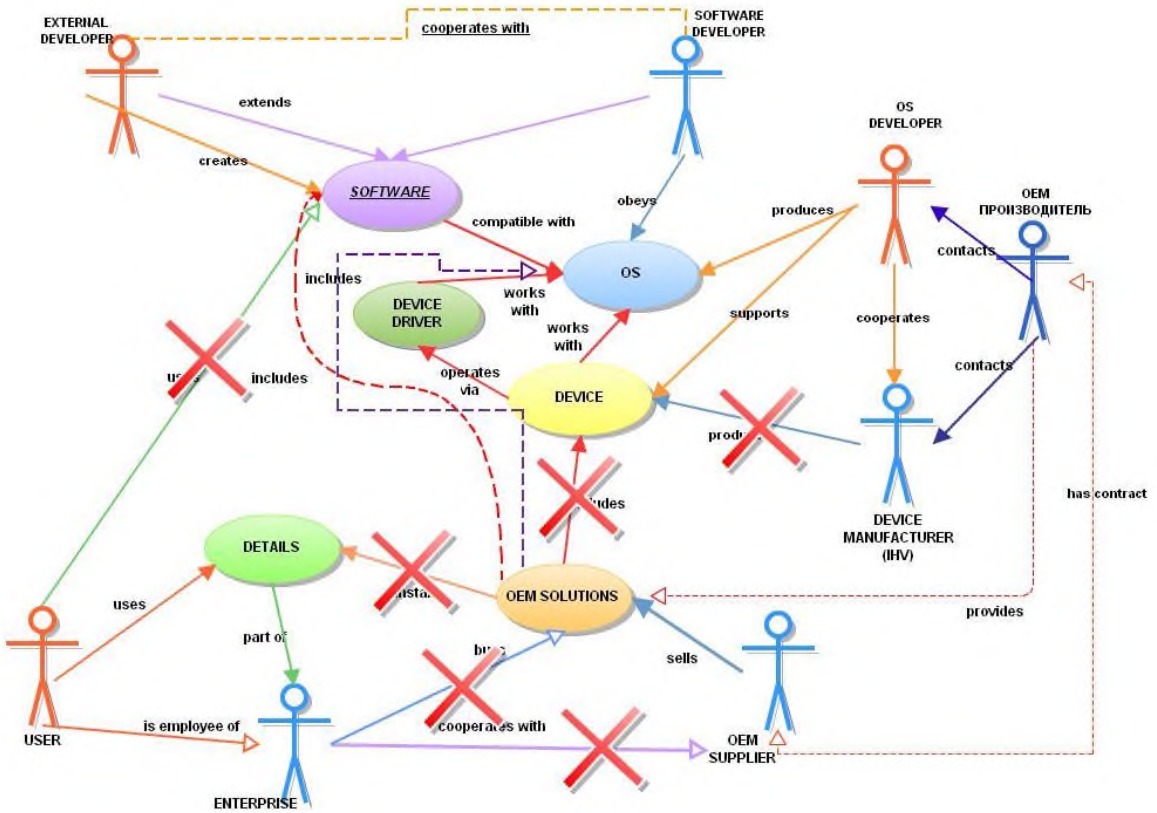 EXTERNAL
DEVELOPER
cooperates with
SOFTWARE
DEVELOPER
extends
creates
OS
DEVELOPER
SOFTWARE
obeys
produces
OEM
ПРОИЗВОДИТЕЛЬ
compatible with
contacts
includes
OS
DEVICE
DRIVER
works
with
works
with
supports
cooperates
includes
operates
via
DEVICE
contacts
has contract
DEVICE
MANUFACTURER
(IHV)
DETAILS
OEM SOLUTIONS
uses
provides
part of
sells
is employee of
cooperates with
USER
OEM
SUPPLIER
ENTERPRISE